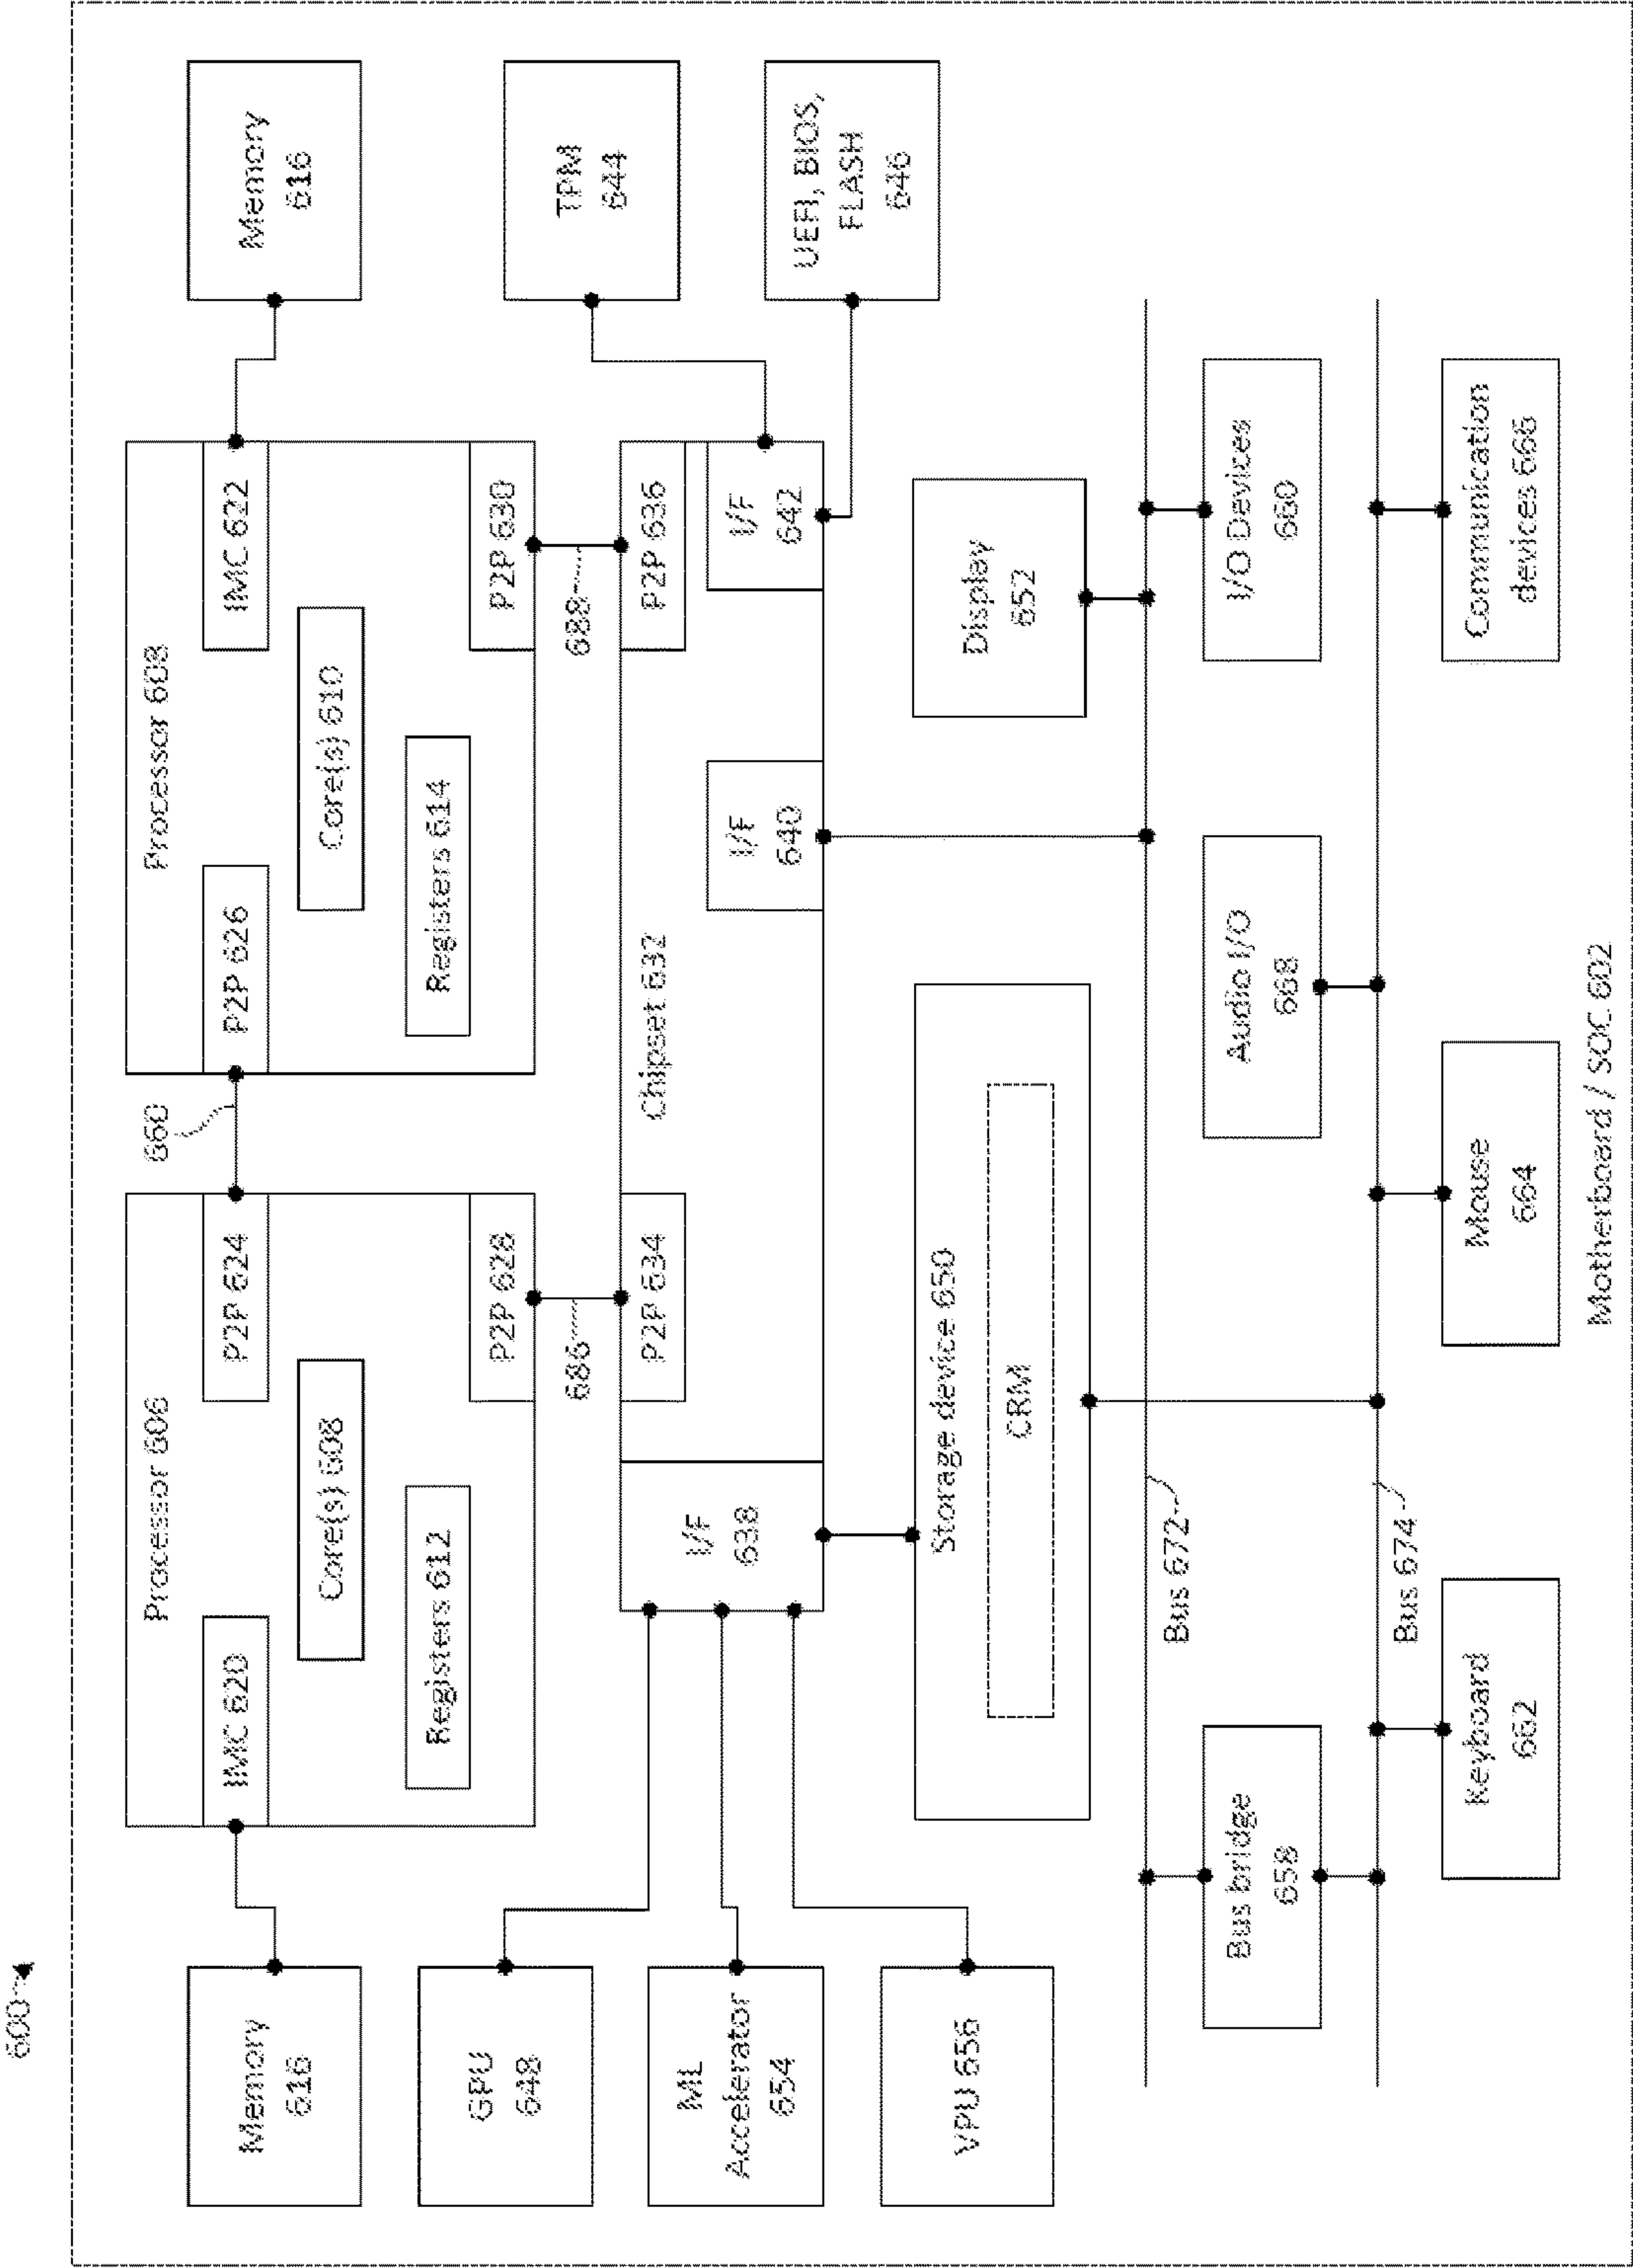 600
Memory
616
Processor 606
660
Processor 608
Memory
616
IMC 620
P2P 624
P2P 626
IMC 622
Core(s) 608
Core(s) 610
Registers 612
Registers 614
GPU
648
P2P 628
P2P 630
TPM
644
686
688
P2P 634
Chipset 632
P2P 636
ML
Accelerator
654
I/F
638
I/F
640
I/F
642
UEFI, BIOS,
FLASH
646
VPU 656
Storage device 650
CRM
Display
652
Bus 672
Bus bridge
658
Audio I/O
I/O Devices
660
Bus 674
Keyboard
662
Mouse
664
Communication
devices
Motherboard / SOC 602